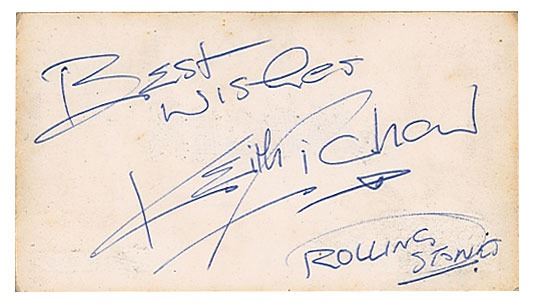 Best Wishes
Keith Richard
ROLLING STONES